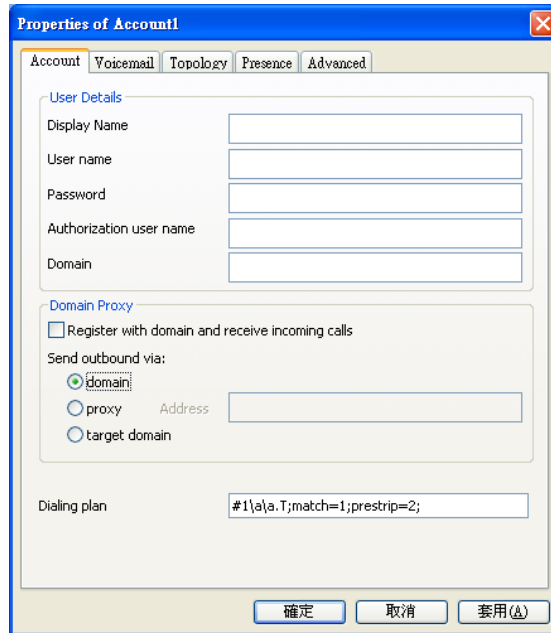 Properties of Account1
Account Voicemail Topology Presence Advanced
User Details
Display Name
User name
Password
Authorization user name
Domain
Domain Proxy
Register with domain and receive incoming calls
Send outbound via:
domain
proxy Address
target domain
Dialing plan #1\a\a.T;match=1;prestrip=2;
確定 取消 套用(A)